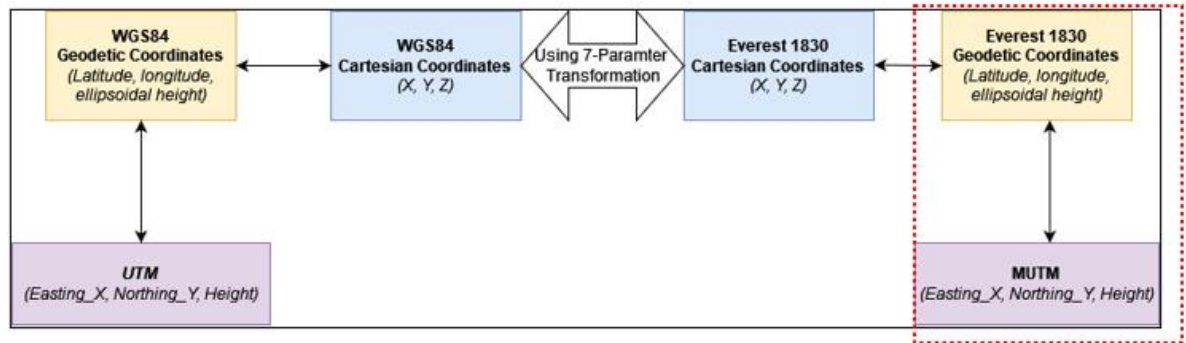 WGS84
Geodetic Coordinates
(Latitude, longitude,
ellipsoidal height)
WGS84
Cartesian Coordinates
(X, Y, Z)
Using 7-Paramter
Transformation
Everest 1830
Cartesian Coordinates
(X, Y, Z)
Everest 1830
Geodetic Coordinates
(Latitude, longitude,
ellipsoidal height)
UTM
(Easting_X, Northing_Y, Height)
MUTM
(Easting_X, Northing_Y, Height)